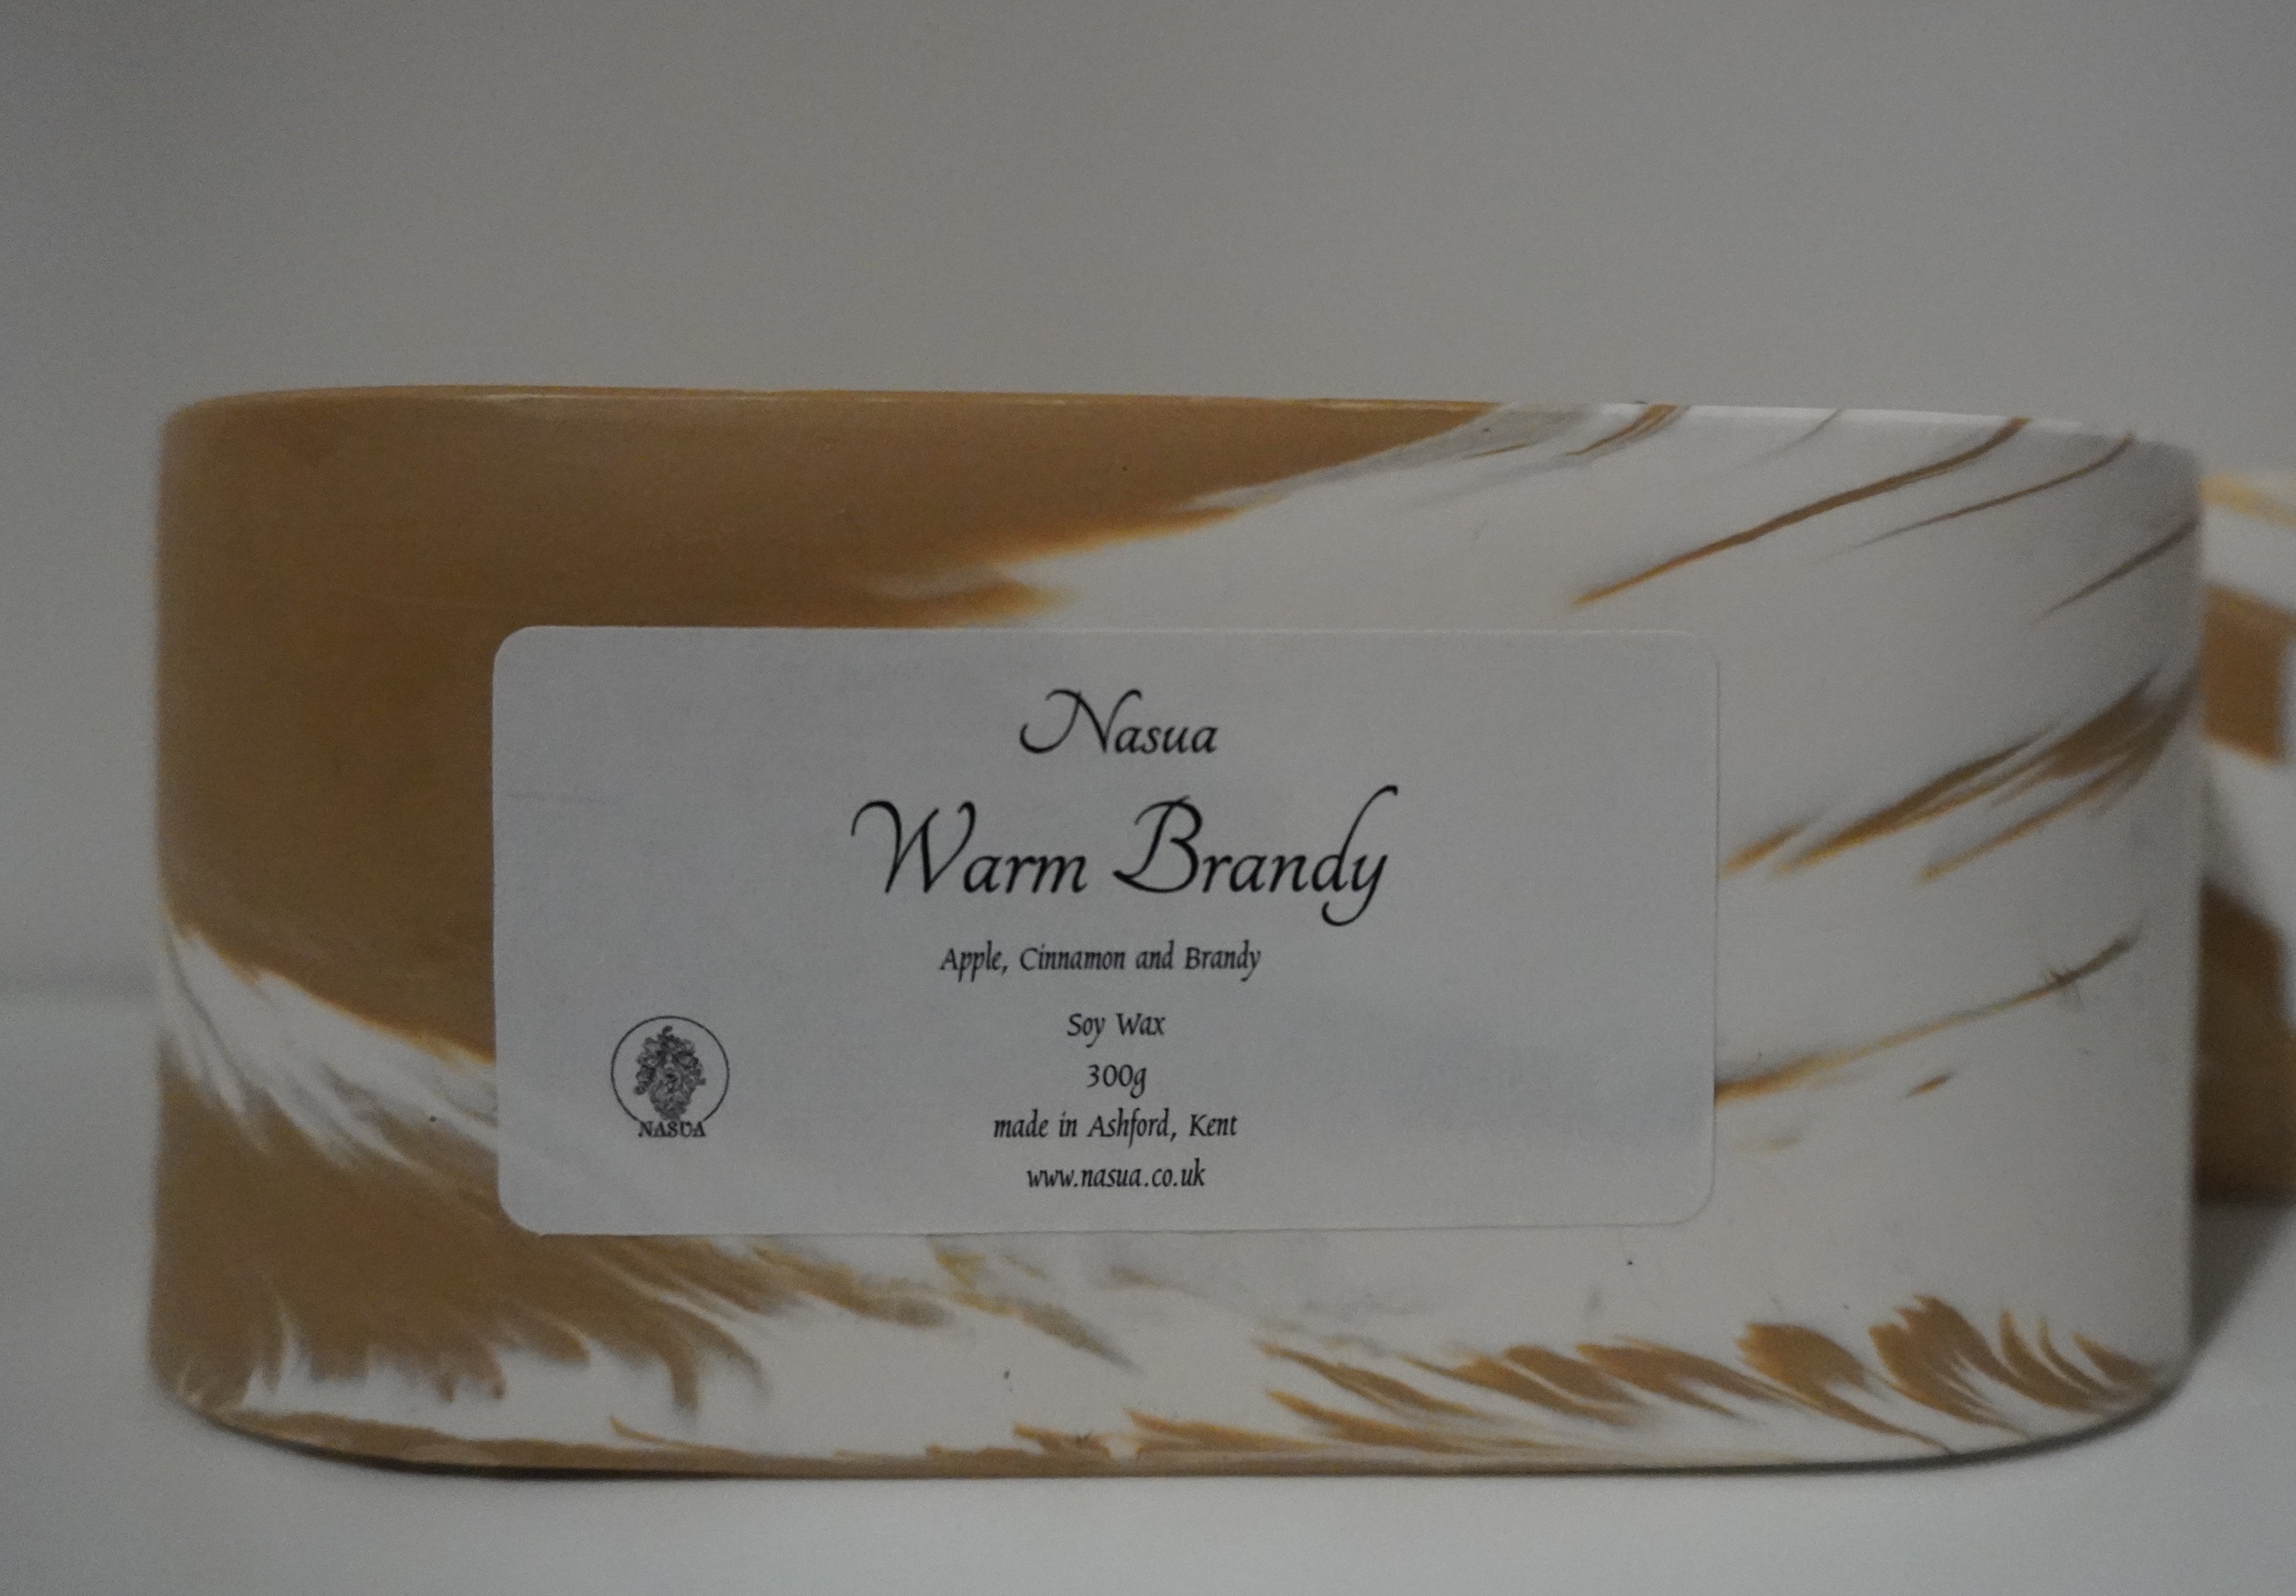 Nasua
Warm Brandy
Apple, Cinnamon and Brandy
Soy Wax
300g
made in Ashford, Kent
www.nasua.co.uk
NASUA